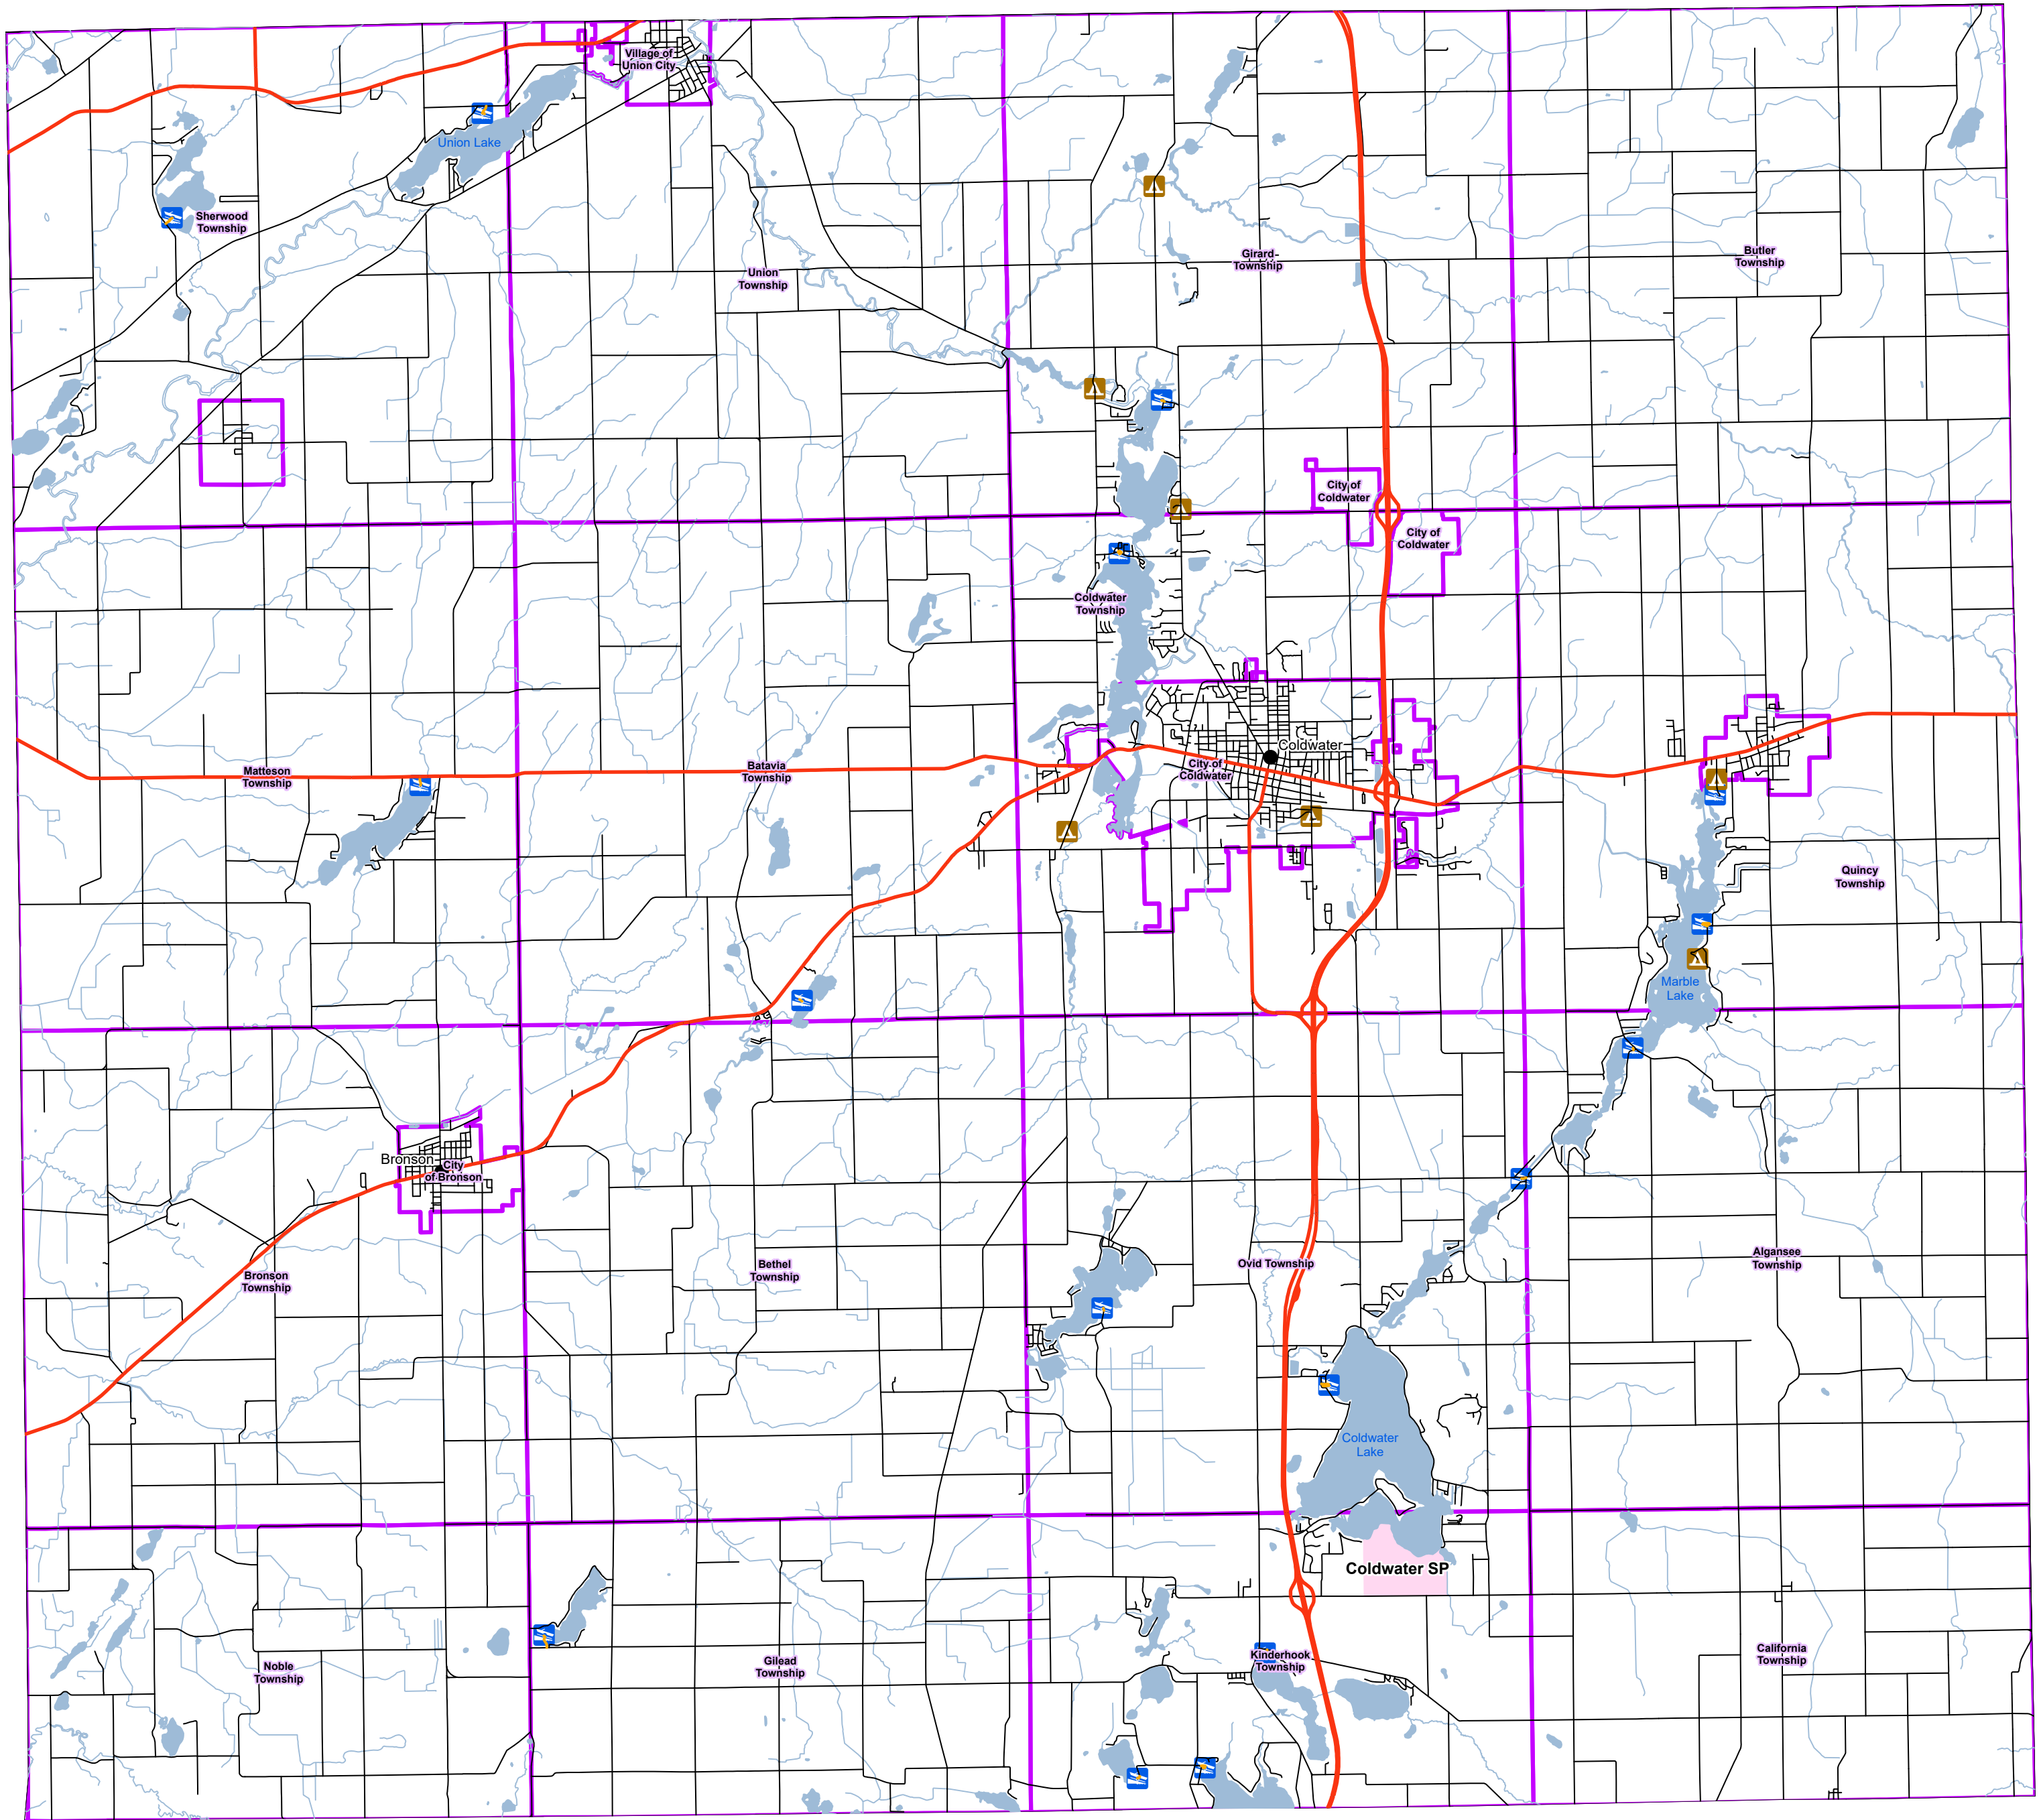 Village of
Union City
Union Lake
Sherwood
Township
Union
Township
Girard
Township
Butler
Township
City of
Coldwater
City of
Coldwater
Coldwater
Township
Coldwater
City of
Coldwater
Matteson
Township
Batavia
Township
Quincy
Township
Marble
Lake
Bronson
City
of Bronson
Bronson
Township
Bethel
Township
Ovid Township
Algansee
Township
Coldwater
Lake
Coldwater SP
Noble
Township
Gilead
Township
Kinderhook
Township
California
Township